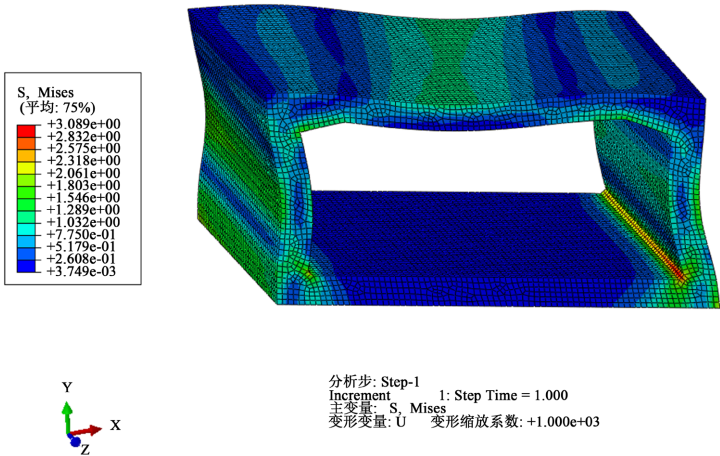 S, Mises
(平均: 75%)
+3.089e+00
+2.832e+00
+2.575e+00
+2.318e+00
+2.061e+00
+1.803e+00
+1.546e+00
+1.289e+00
+1.032e+00
+7.750e-01
+5.179e-01
+2.608e-01
+3.749e-03
Y
X
Z
分析步: Step-1
Increment 1: Step Time = 1.000
主变量: S, Mises
变形变量: U 变形缩放系数: +1.000e+03